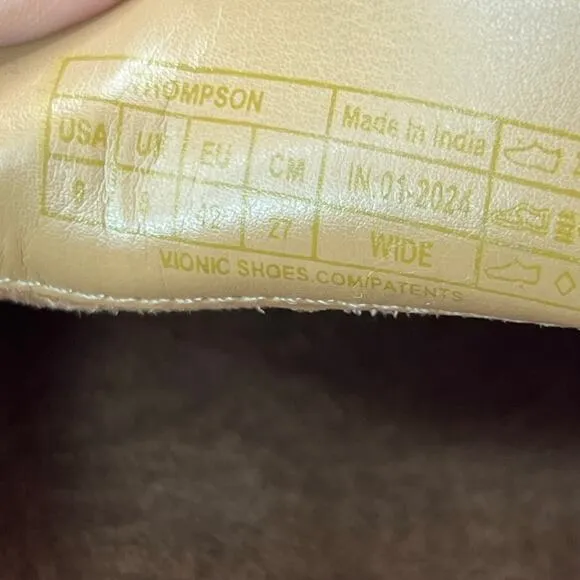 THOMPSON
Made in India
USA UK EU CM
IN-01-2024
9 8 42 27
WIDE
VIONIC SHOES.COM/PATENTS